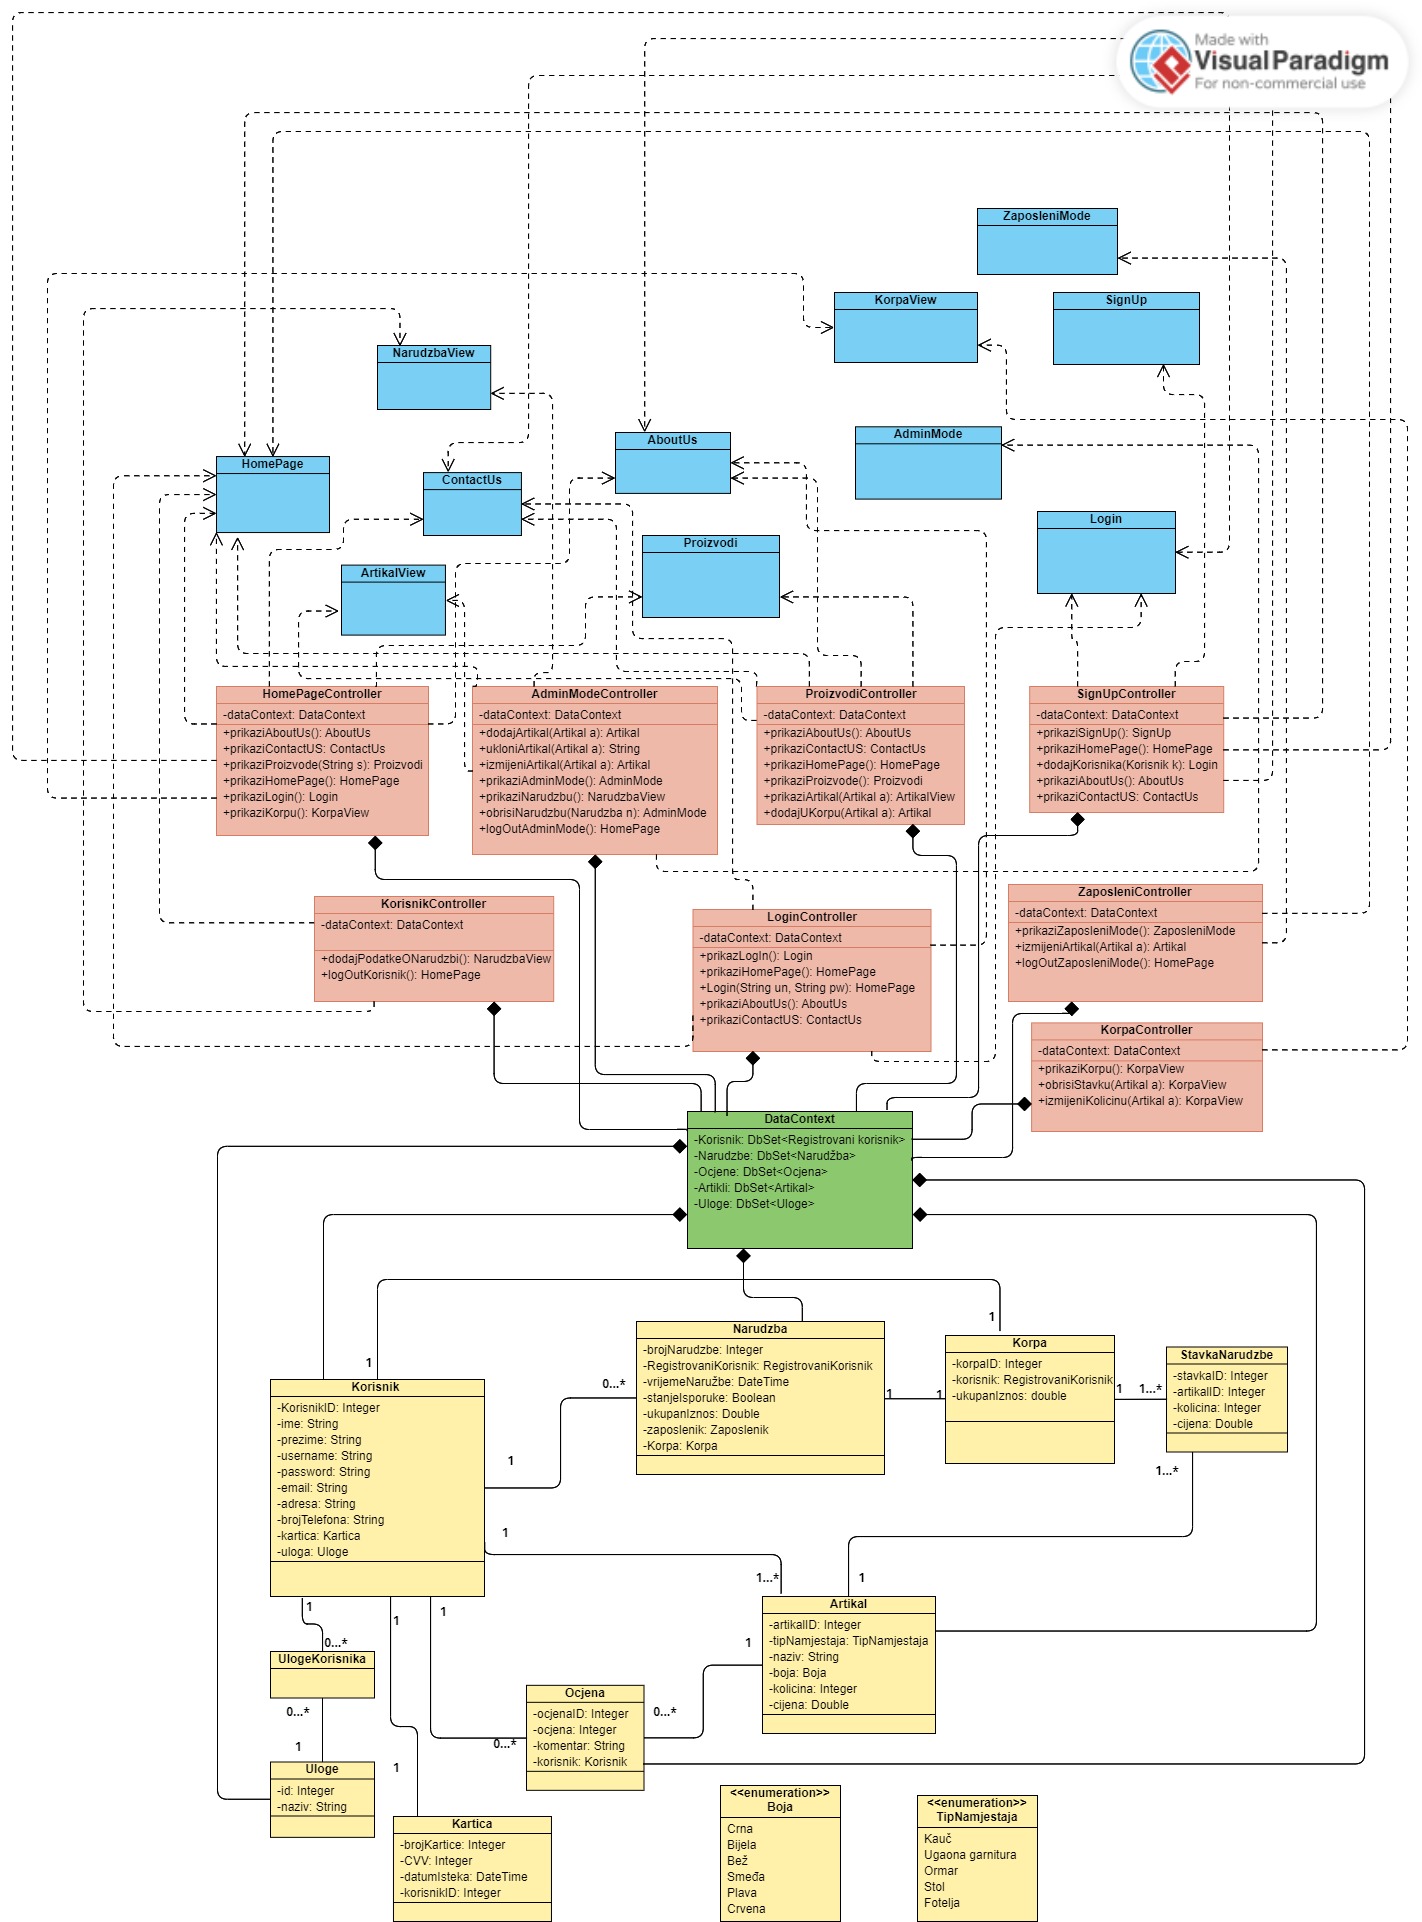 Made with
Visual Paradigm
For non-commercial use
ZaposleniMode
KorpaView
SignUp
NarudzbaView
AboutUs
AdminMode
HomePage
ContactUs
Login
Proizvodi
ArtikalView
HomePageController
-dataContext: DataContext
+prikaziAboutUs(): AboutUs
+prikaziContactUS: ContactUs
+prikaziProizvode(String s): Proizvodi
+prikaziHomePage(): HomePage
+prikaziLogin(): Login
+prikaziKorpu(): KorpaView
AdminModeController
-dataContext: DataContext
+dodajArtikal(Artikal a): Artikal
+ukloniArtikal(Artikal a): String
+izmijeniArtikal(Artikal a): Artikal
+prikaziAdminMode(): AdminMode
+prikaziNarudzbu(): NarudzbaView
+obrisiNarudzbu(Narudzba n): AdminMode
+logOutAdminMode(): HomePage
ProizvodiController
-dataContext: DataContext
+prikaziAboutUs(): AboutUs
+prikaziContactUS: ContactUs
+prikaziHomePage(): HomePage
+prikaziProizvode(): Proizvodi
+prikaziArtikal(Artikal a): ArtikalView
+dodajUKorpu(Artikal a): Artikal
SignUpController
-dataContext: DataContext
+prikaziSignUp(): SignUp
+prikaziHomePage(): HomePage
+dodajKorisnika(Korisnik k): Login
+prikaziAboutUs(): AboutUs
+prikaziContactUS: ContactUs
KorisnikController
-dataContext: DataContext
+dodajPodatkeONarudzbi(): NarudzbaView
+logOutKorisnik(): HomePage
LoginController
-dataContext: DataContext
+prikazLogIn(): Login
+prikaziHomePage(): HomePage
+Login(String un, String pw): HomePage
+prikaziAboutUs(): AboutUs
+prikaziContactUS: ContactUs
ZaposleniController
-dataContext: DataContext
+prikaziZaposleniMode(): ZaposleniMode
+izmijeniArtikal(Artikal a): Artikal
+logOutZaposleniMode(): HomePage
KorpaController
-dataContext: DataContext
+prikaziKorpu(): KorpaView
+obrisiStavku(Artikal a): KorpaView
+izmijeniKolicinu(Artikal a): KorpaView
DataContext
-Korisnik: DbSet<Registrovani korisnik>
-Narudzbe: DbSet<Narudžba>
-Ocjene: DbSet<Ocjena>
-Artikli: DbSet<Artikal>
-Uloge: DbSet<Uloge>
1
1
Narudzba
-brojNarudzbe: Integer
-RegistrovaniKorisnik: RegistrovaniKorisnik
-vrijemeNaružbe: DateTime
-stanjeIsporuke: Boolean
-ukupanIznos: Double
-zaposlenik: Zaposlenik
-Korpa: Korpa
Korpa
-korpaID: Integer
-korisnik: RegistrovaniKorisnik
-ukupanIznos: double
StavkaNarudzbe
-stavkaID: Integer
-artikalID: Integer
-kolicina: Integer
-cijena: Double
0...*
1
1
1
1...*
Korisnik
-KorisnikID: Integer
-ime: String
-prezime: String
-username: String
-password: String
-email: String
-adresa: String
-brojTelefona: String
-kartica: Kartica
-uloga: Uloge
1
1...*
1
1...*
1
Artikal
-artikalID: Integer
-tipNamjestaja: TipNamjestaja
-naziv: String
-boja: Boja
-kolicina: Integer
-cijena: Double
1
1
1
0...*
1
UlogeKorisnika
0...*
1
Ocjena
-ocjenaID: Integer
-ocjena: Integer
-komentar: String
-korisnik: Korisnik
0...*
0...*
1
Uloge
-id: Integer
-naziv: String
Kartica
-brojKartice: Integer
-CVV: Integer
-datumIsteka: DateTime
-korisnikID: Integer
<<enumeration>>
Boja
Crna
Bijela
Bež
Smeđa
Plava
Crvena
<<enumeration>>
TipNamjestaja
Kauč
Ugaona garnitura
Ormar
Stol
Fotelja